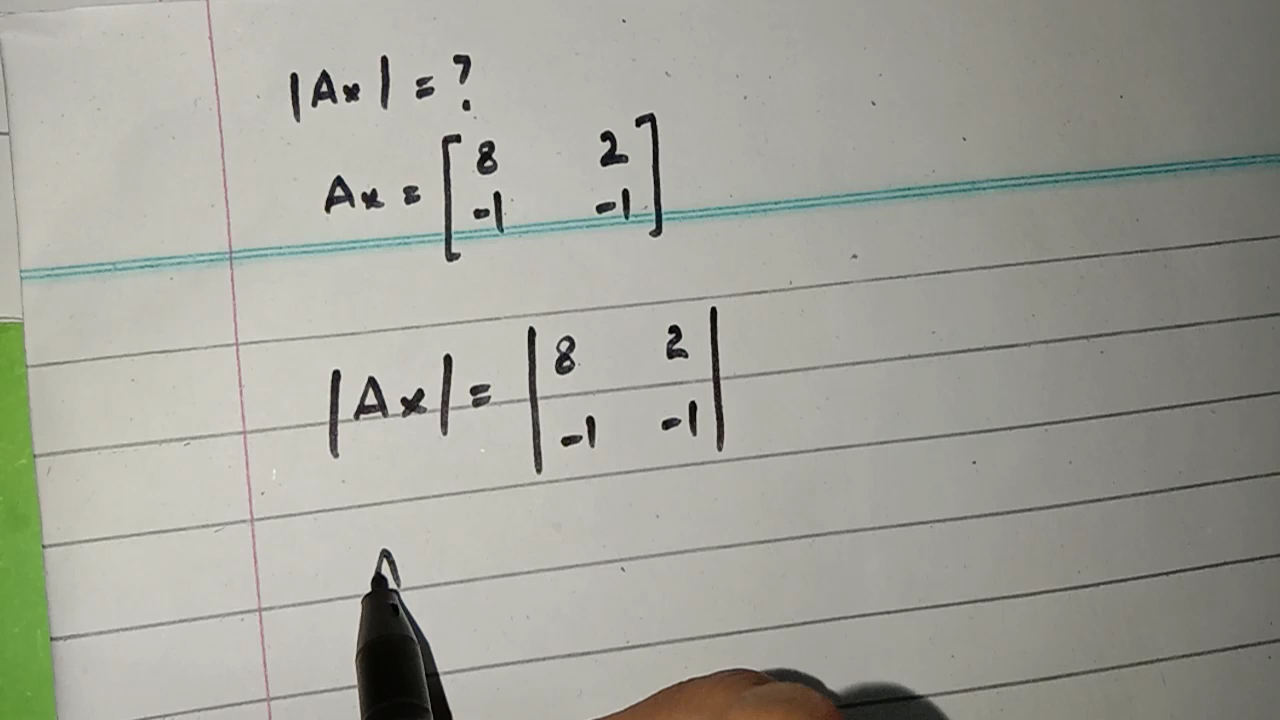 |Ax| = ?
Ax = [8 2
-1 -1]
|Ax| = |8 2
-1 -1|